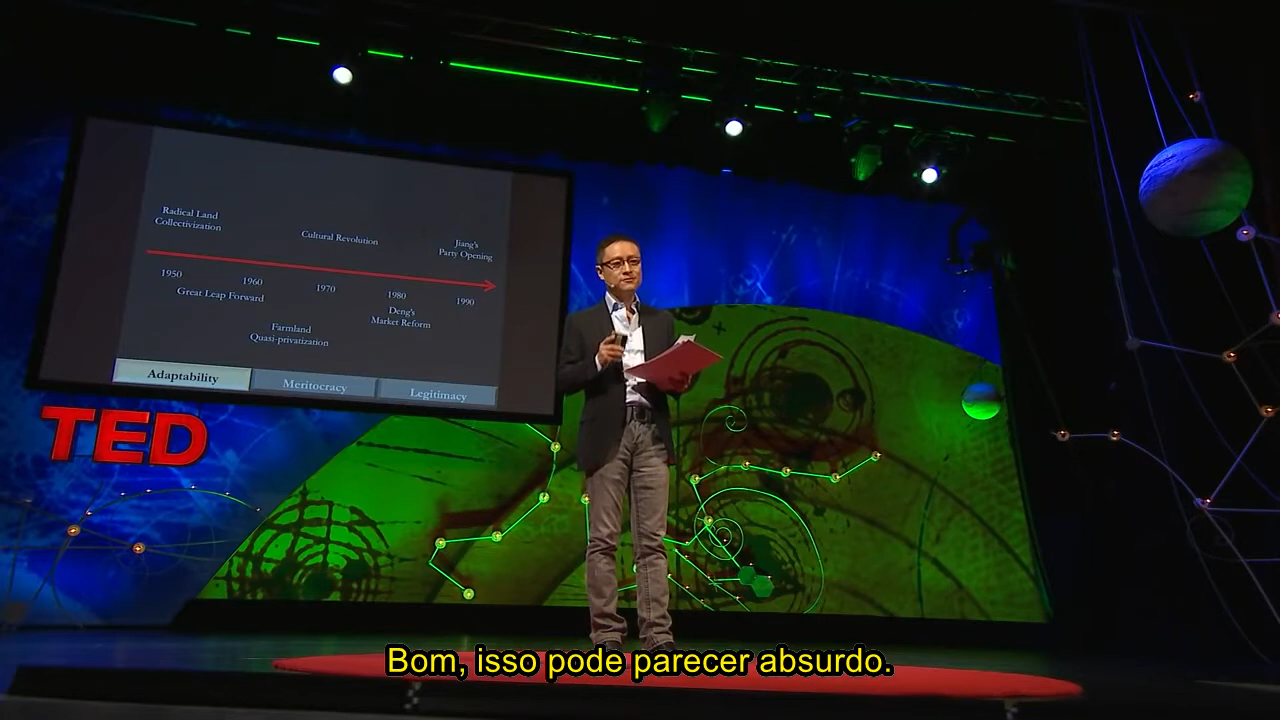 Radical Land
Collectivization
Cultural Revolution
Jiang's
Party Opening
1950
1960
1970
1980
1990
Great Leap Forward
Deng's
Market Reform
Farmland
Quasi-privatization
Adaptability
Meritocracy
Legitimacy
TED
Bom, isso pode parecer absurdo.